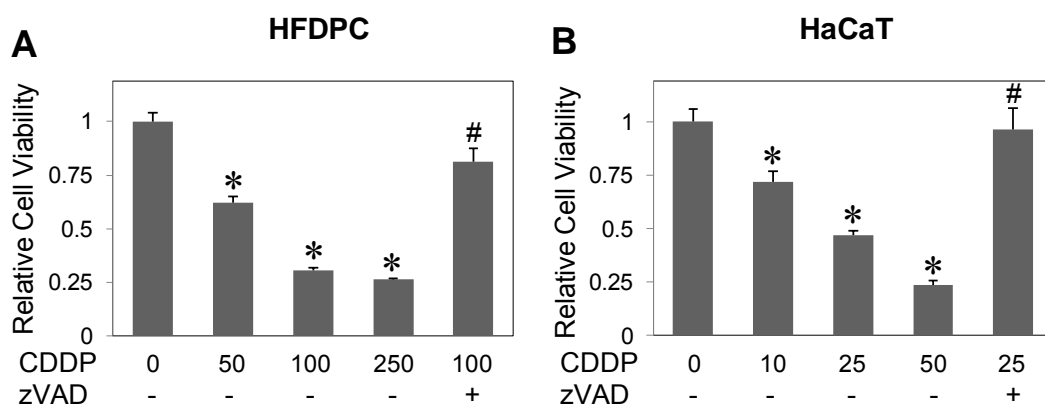 A
HFDPC
Relative Cell Viability
1
0.75
0.5
0.25
0
*
*
*
#
CDDP 0 50 100 250 100
zVAD - - - - +
B
HaCaT
Relative Cell Viability
1
0.75
0.5
0.25
0
*
*
*
#
CDDP 0 10 25 50 25
zVAD - - - - +